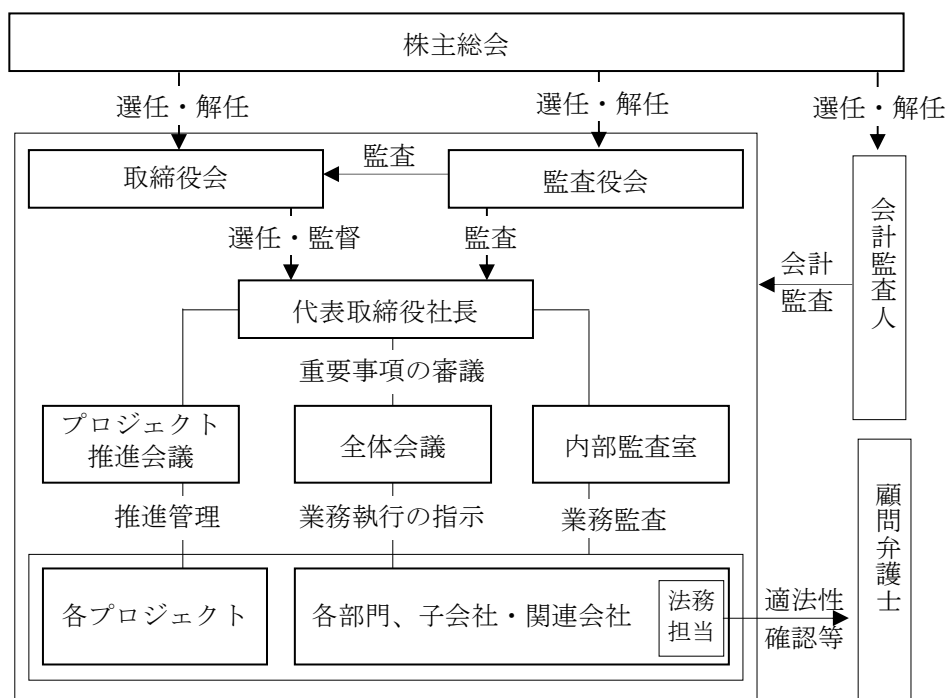 株主総会
選任・解任
選任・解任
選任・解任
取締役会
監査
監査役会
会計監査人
選任・監督
監査
会計
監査
代表取締役社長
重要事項の審議
プロジェクト
推進会議
全体会議
内部監査室
顧問弁護士
推進管理
業務執行の指示
業務監査
各プロジェクト
各部門、子会社・関連会社
法務
担当
適法性
確認等